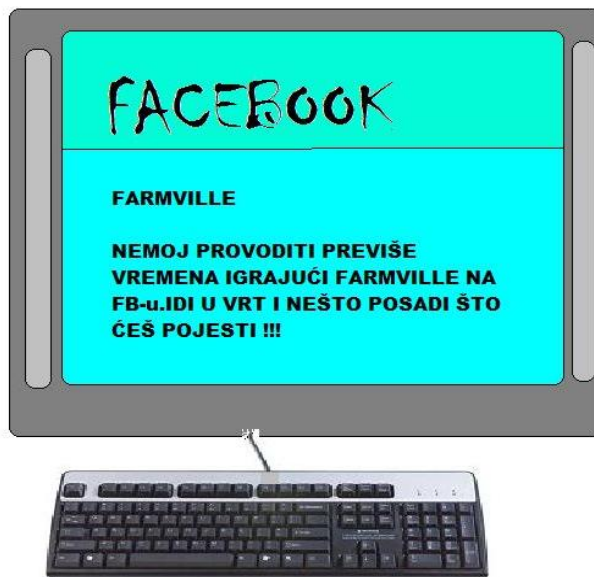 FACEBOOK
FARMVILLE
NEMOJ PROVODITI PREVIŠE
VREMENA IGRAJUĆI FARMVILLE NA
FB-u.IDI U VRT I NEŠTO POSADI ŠTO
ĆEŠ POJESTI !!!